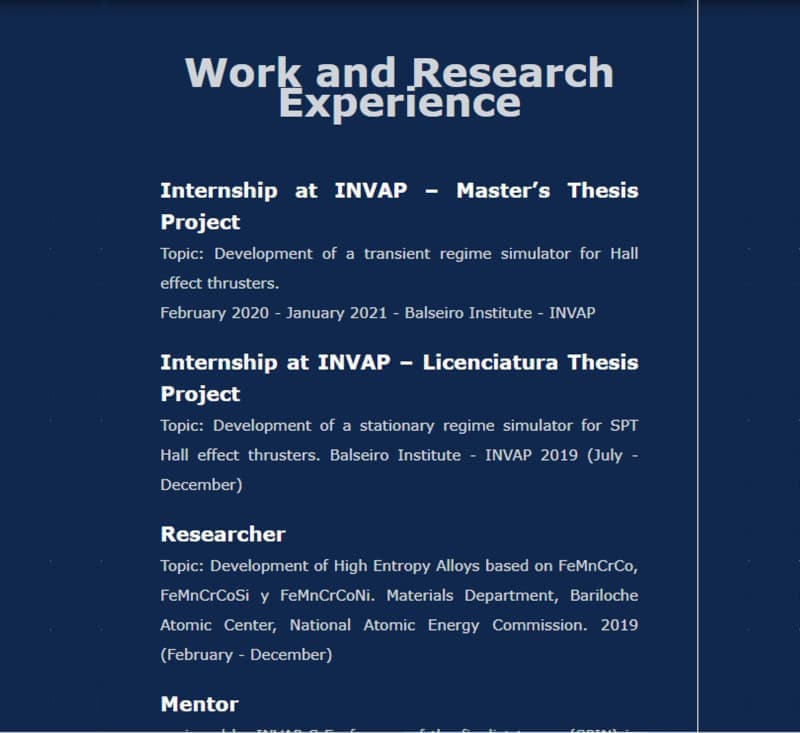 Work and Research
Experience
Internship at INVAP – Master’s Thesis
Project
Topic: Development of a transient regime simulator for Hall
effect thrusters.
February 2020 - January 2021 - Balseiro Institute - INVAP
Internship at INVAP – Licenciatura Thesis
Project
Topic: Development of a stationary regime simulator for SPT
Hall effect thrusters. Balseiro Institute - INVAP 2019 (July -
December)
Researcher
Topic: Development of High Entropy Alloys based on FeMnCrCo,
FeMnCrCoSi y FeMnCrCoNi. Materials Department, Bariloche
Atomic Center, National Atomic Energy Commission. 2019
(February - December)
Mentor